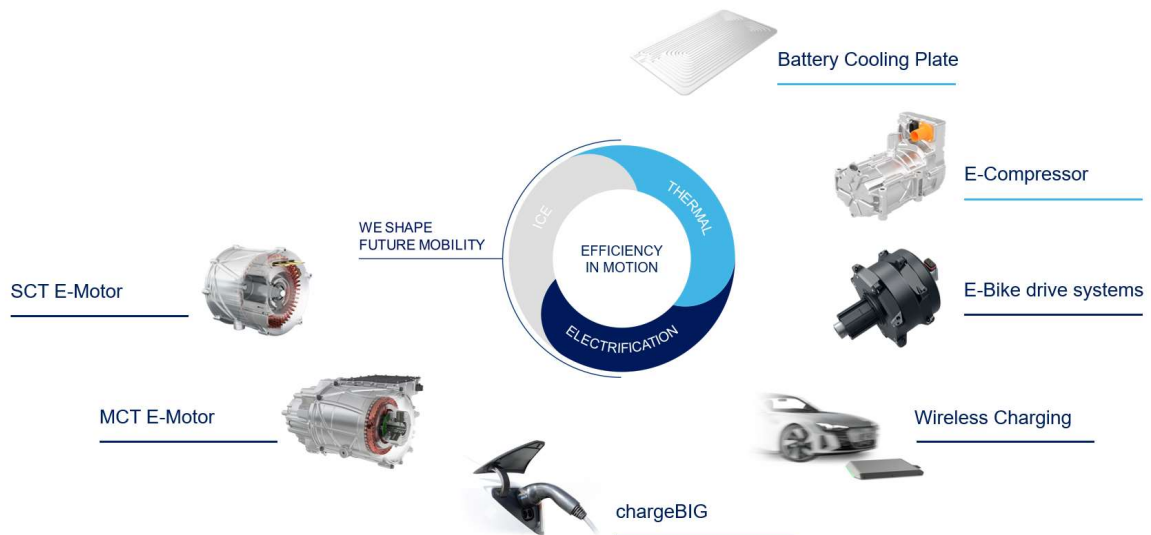 Battery Cooling Plate
E-Compressor
THERMAL
ICE
WE SHAPE
FUTURE MOBILITY
EFFICIENCY
IN MOTION
SCT E-Motor
E-Bike drive systems
ELECTRIFICATION
MCT E-Motor
Wireless Charging
chargeBIG